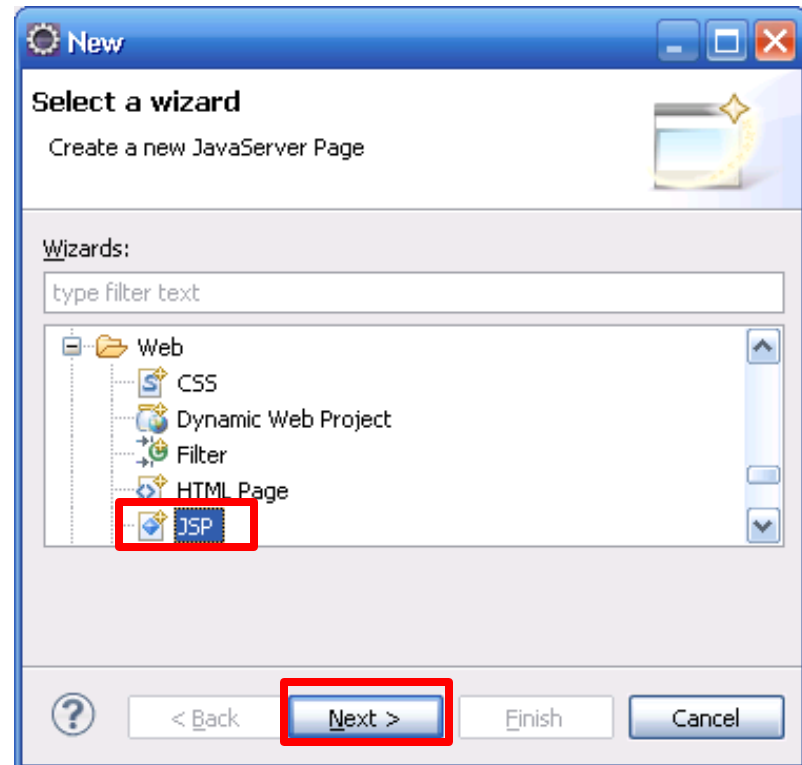 New
Select a wizard
Create a new JavaServer Page
Wizards:
type filter text
Web
CSS
Dynamic Web Project
Filter
HTML Page
JSP
? < Back Next > Finish Cancel